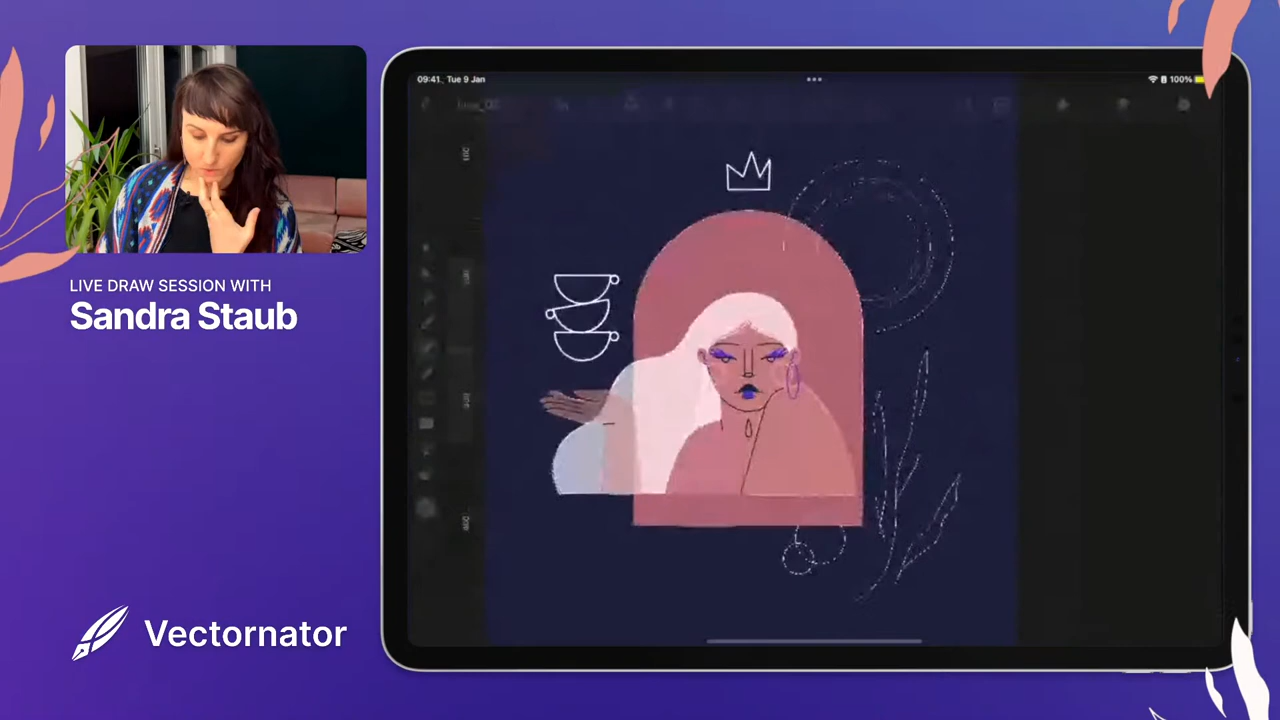 LIVE DRAW SESSION WITH
Sandra Staub
Vectornator
09:41 Tue 9 Jan
100%